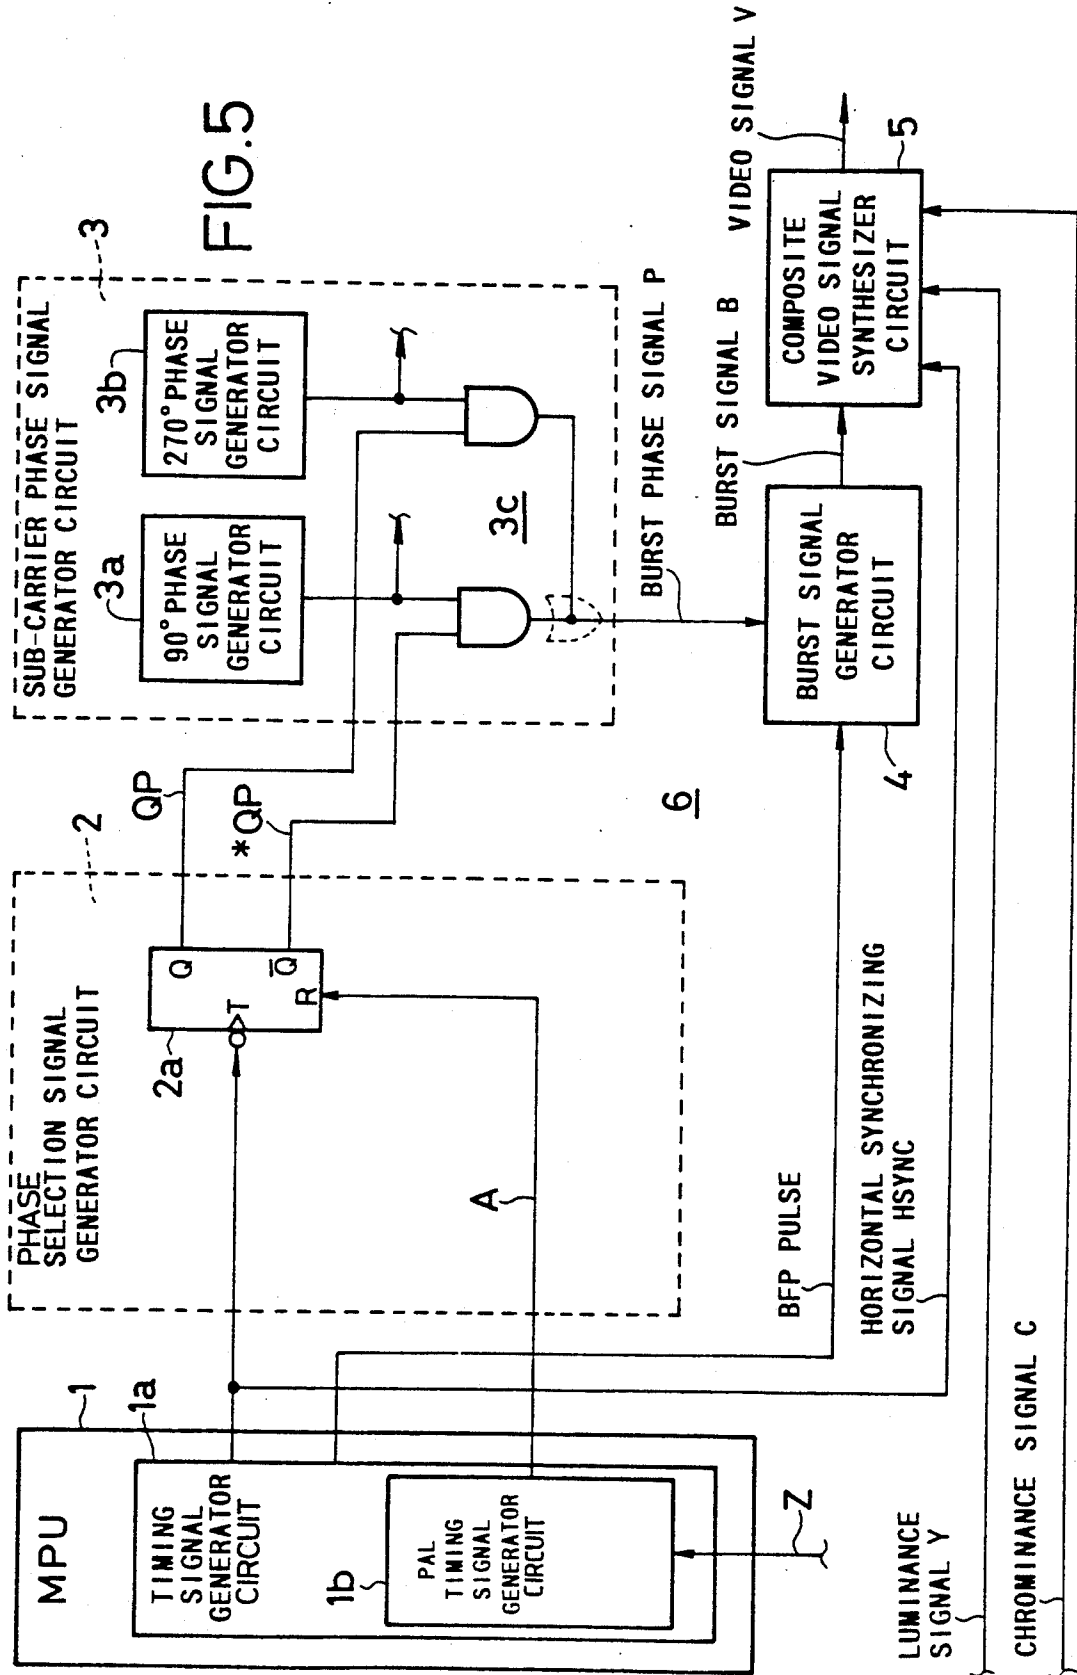 FIG.5
MPU
1
1a
TIMING
SIGNAL
GENERATOR
CIRCUIT
1b
PAL
TIMING
SIGNAL
GENERATOR
CIRCUIT
Z
PHASE
SELECTION SIGNAL
GENERATOR CIRCUIT
2
2a
T
Q
Q̅
R
A
QP
*QP
SUB-CARRIER PHASE SIGNAL
GENERATOR CIRCUIT
3
3a
90°PHASE
SIGNAL
GENERATOR
CIRCUIT
3b
270°PHASE
SIGNAL
GENERATOR
CIRCUIT
3c
6
BURST PHASE SIGNAL P
BFP PULSE
BURST SIGNAL
GENERATOR
CIRCUIT
4
BURST SIGNAL B
COMPOSITE
VIDEO SIGNAL
SYNTHESIZER
CIRCUIT
5
VIDEO SIGNAL V
HORIZONTAL SYNCHRONIZING
SIGNAL HSYNC
LUMINANCE
SIGNAL Y
CHROMINANCE SIGNAL C